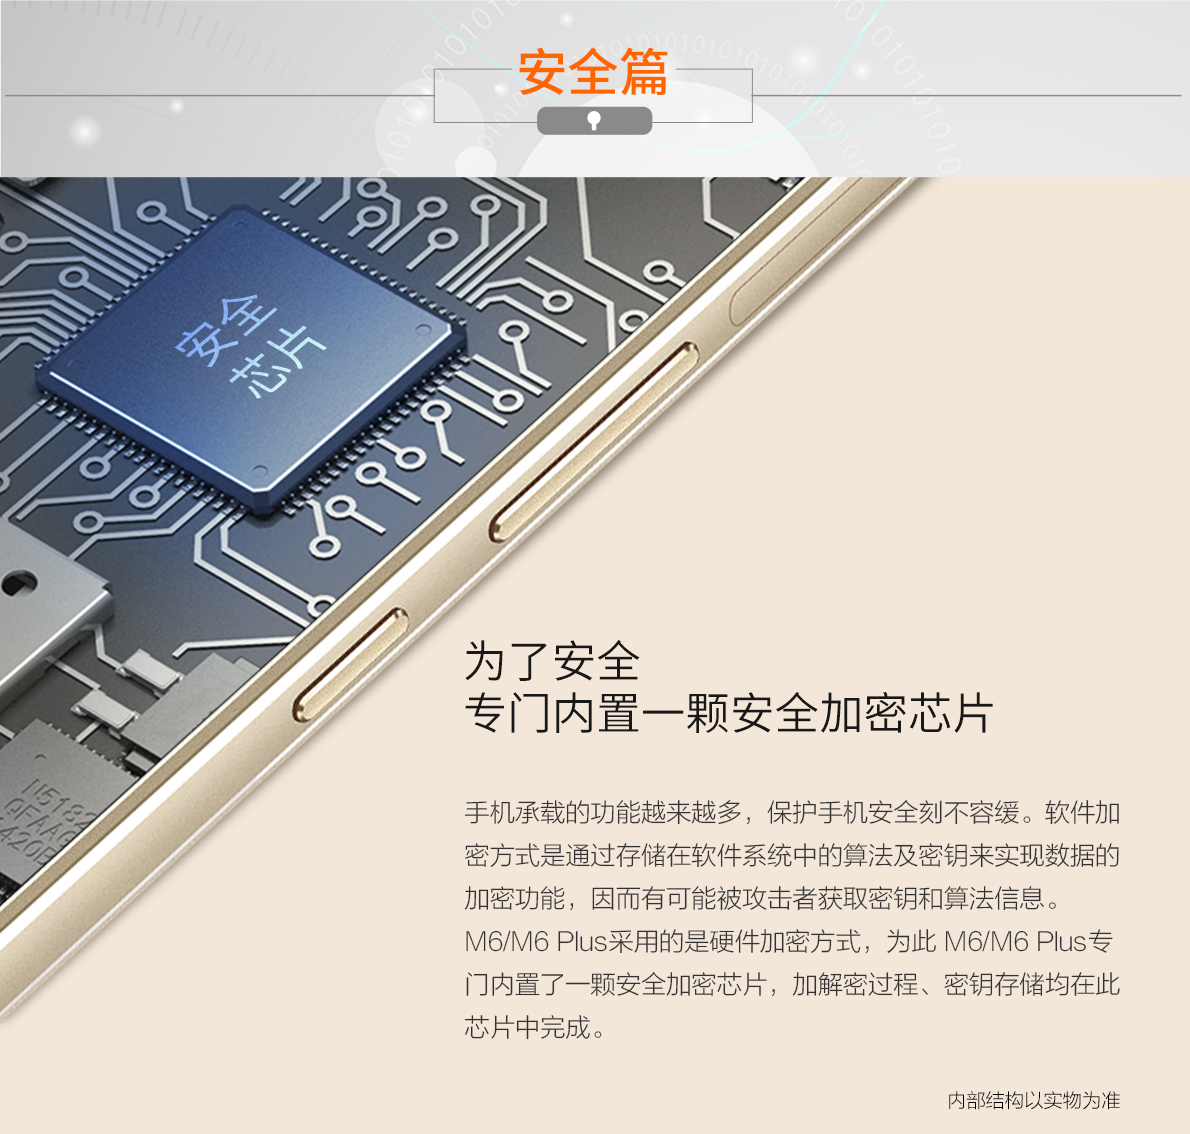 安全篇
安全
芯片
为了安全
专门内置一颗安全加密芯片
手机承载的功能越来越多，保护手机安全刻不容缓。软件加
密方式是通过存储在软件系统中的算法及密钥来实现数据的
加密功能，因而有可能被攻击者获取密钥和算法信息。
M6/M6 Plus采用的是硬件加密方式，为此 M6/M6 Plus专
门内置了一颗安全加密芯片，加解密过程、密钥存储均在此
芯片中完成。
内部结构以实物为准